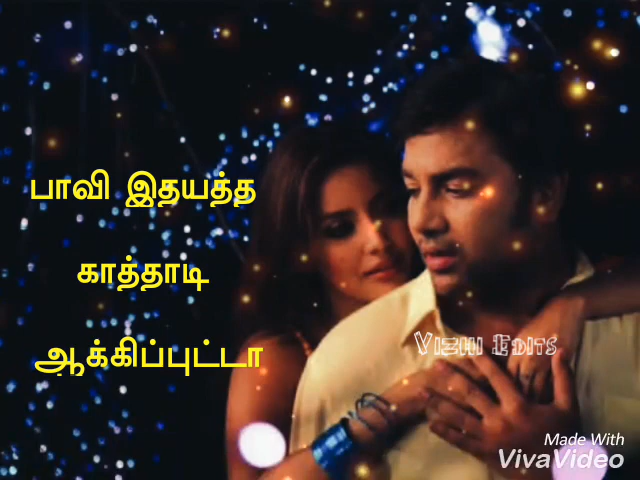 பாவி இதயத்த
காத்தாடி
ஆக்கிப்புட்டா
Vizhi Edits
Made With
VivaVideo